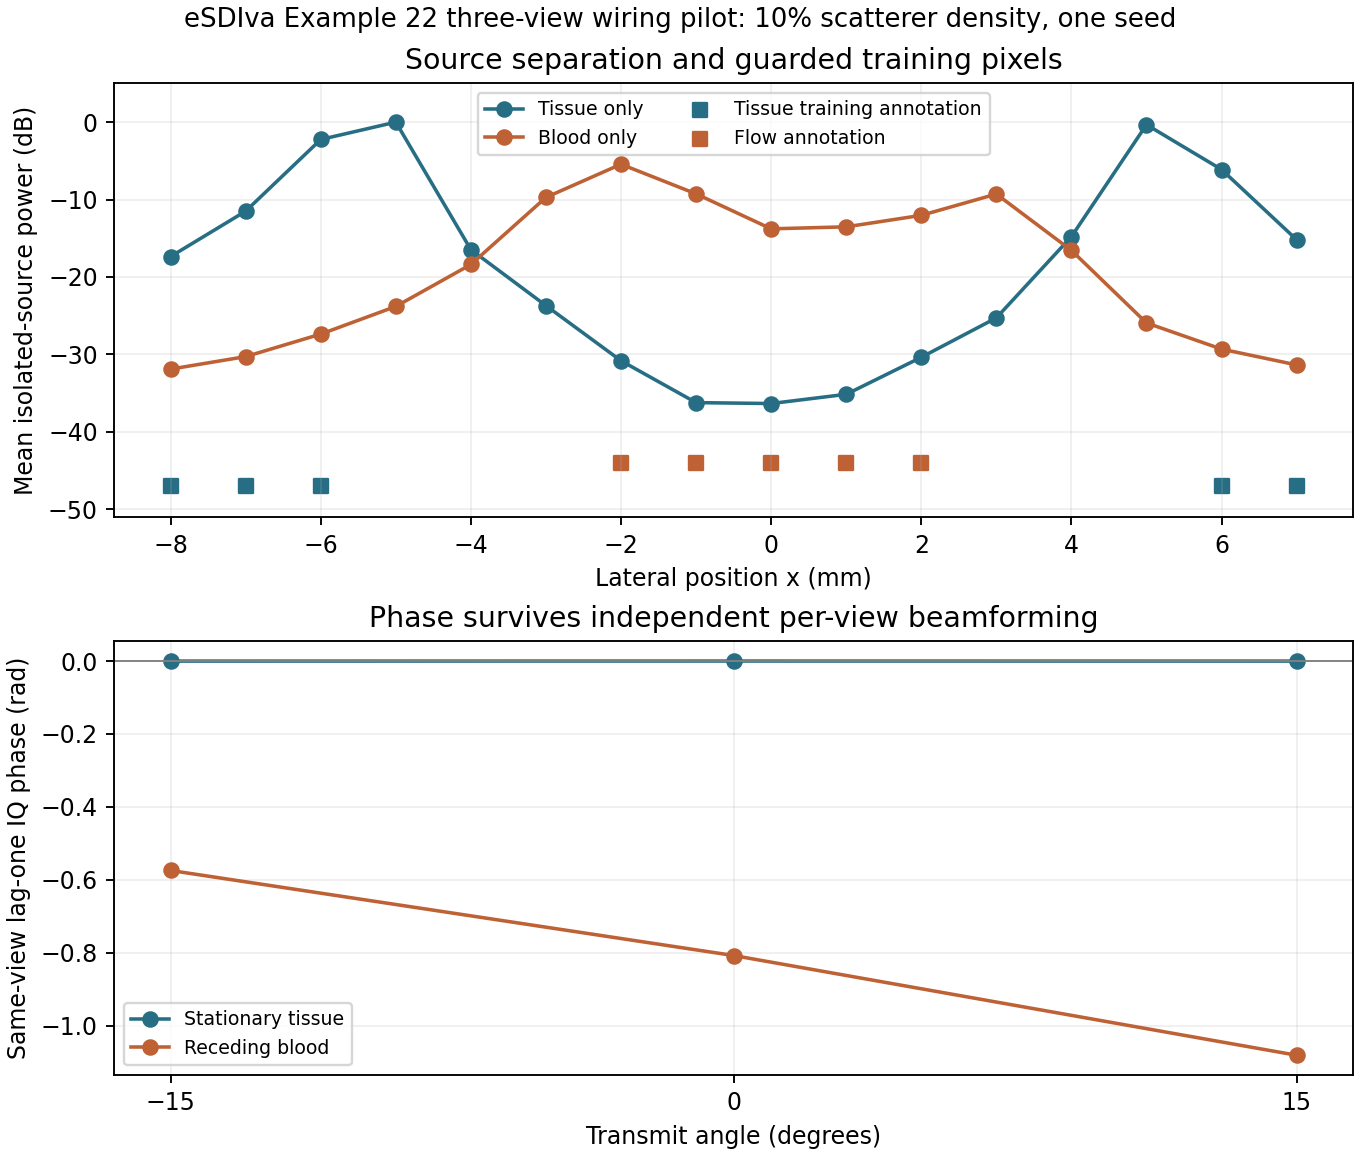 eSDIva Example 22 three-view wiring pilot: 10% scatterer density, one seed
Source separation and guarded training pixels
Mean isolated-source power (dB)
0
−10
−20
−30
−40
−50
Tissue only
Blood only
Tissue training annotation
Flow annotation
−8
−6
−4
−2
0
2
4
6
Lateral position x (mm)
Phase survives independent per-view beamforming
Same-view lag-one IQ phase (rad)
0.0
−0.2
−0.4
−0.6
−0.8
−1.0
Stationary tissue
Receding blood
−15
0
15
Transmit angle (degrees)